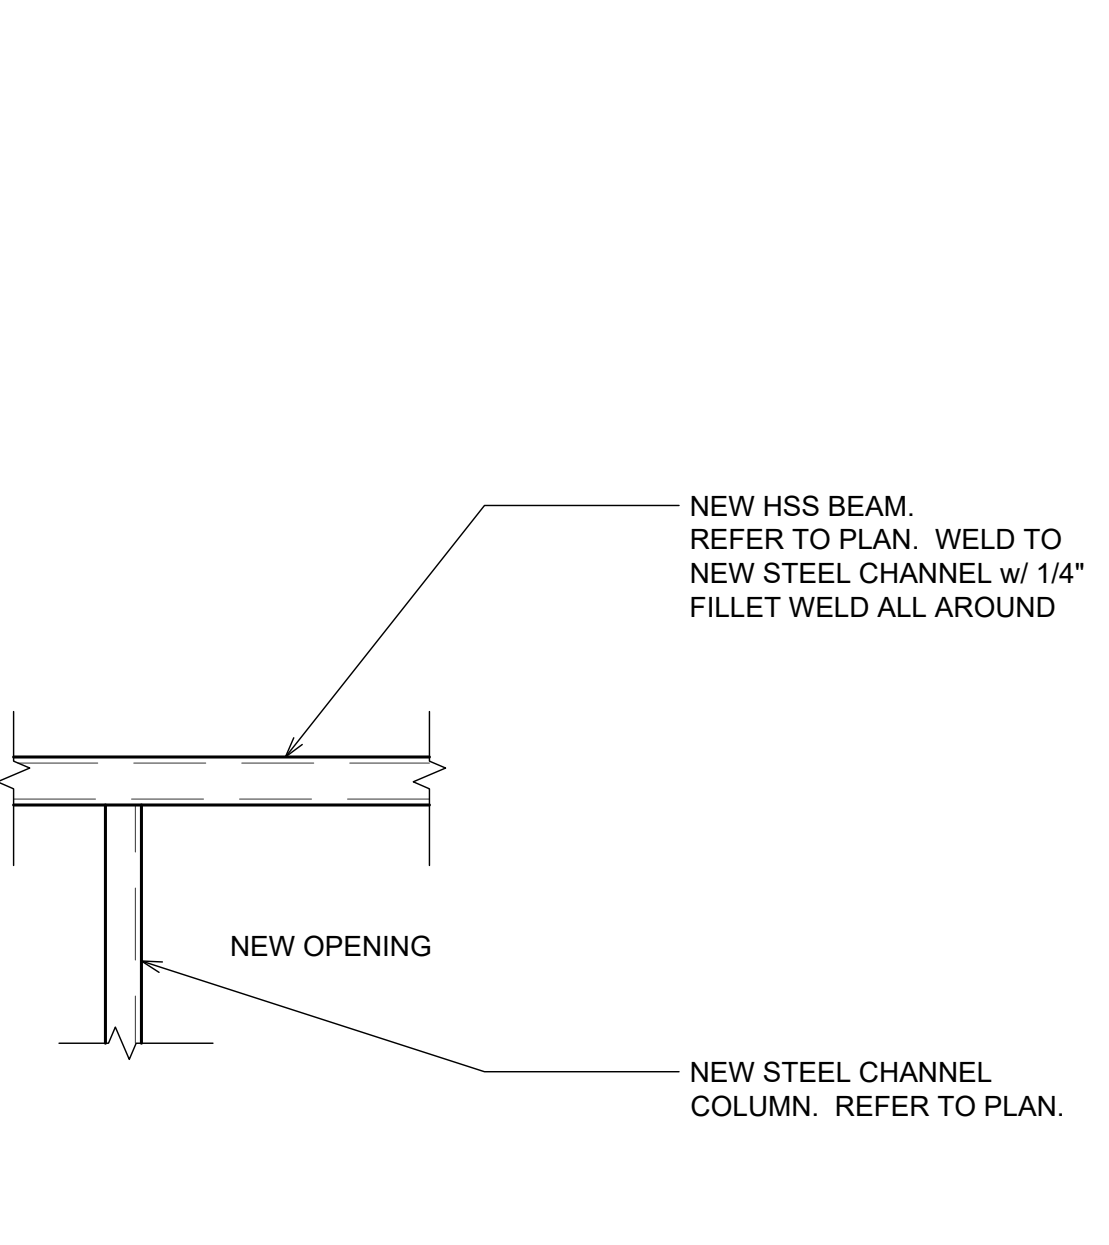 NEW HSS BEAM.
REFER TO PLAN.  WELD TO
NEW STEEL CHANNEL w/ 1/4"
FILLET WELD ALL AROUND
NEW OPENING
NEW STEEL CHANNEL
COLUMN.  REFER TO PLAN.